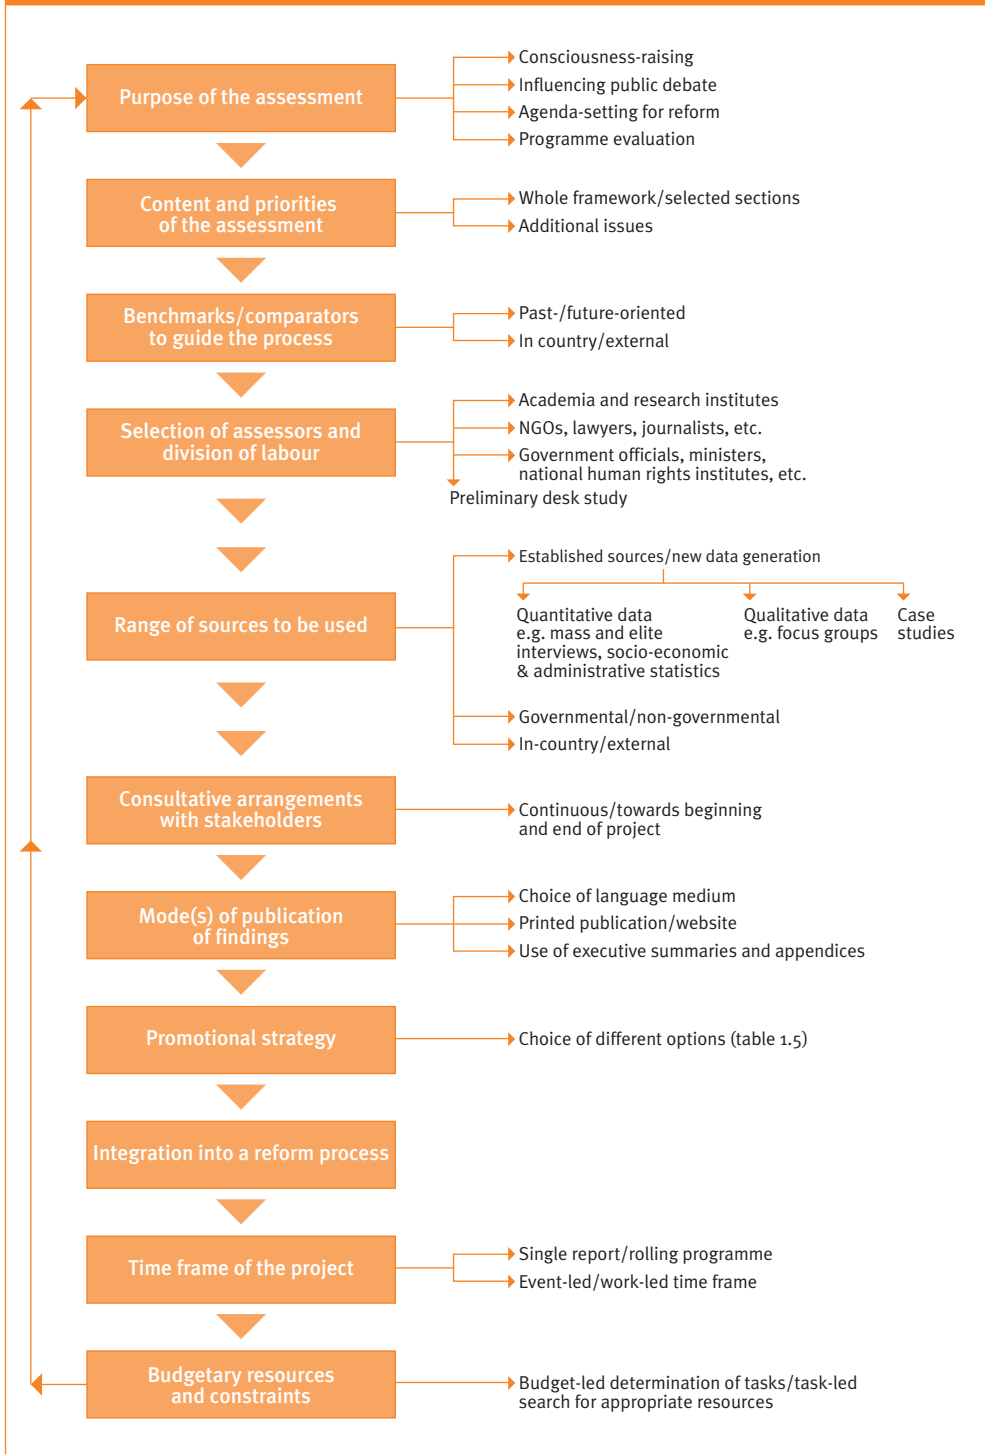 Purpose of the assessment
Consciousness-raising
Influencing public debate
Agenda-setting for reform
Programme evaluation
Content and priorities
of the assessment
Whole framework/selected sections
Additional issues
Benchmarks/comparators
to guide the process
Past-/future-oriented
In country/external
Selection of assessors and
division of labour
Academia and research institutes
NGOs, lawyers, journalists, etc.
Government officials, ministers,
national human rights institutes, etc.
Preliminary desk study
Range of sources to be used
Established sources/new data generation
Quantitative data
e.g. mass and elite
interviews, socio-economic
& administrative statistics
Qualitative data
e.g. focus groups
Case
studies
Governmental/non-governmental
In-country/external
Consultative arrangements
with stakeholders
Continuous/towards beginning
and end of project
Mode(s) of publication
of findings
Choice of language medium
Printed publication/website
Use of executive summaries and appendices
Promotional strategy
Choice of different options (table 1.5)
Integration into a reform process
Time frame of the project
Single report/rolling programme
Event-led/work-led time frame
Budgetary resources
and constraints
Budget-led determination of tasks/task-led
search for appropriate resources